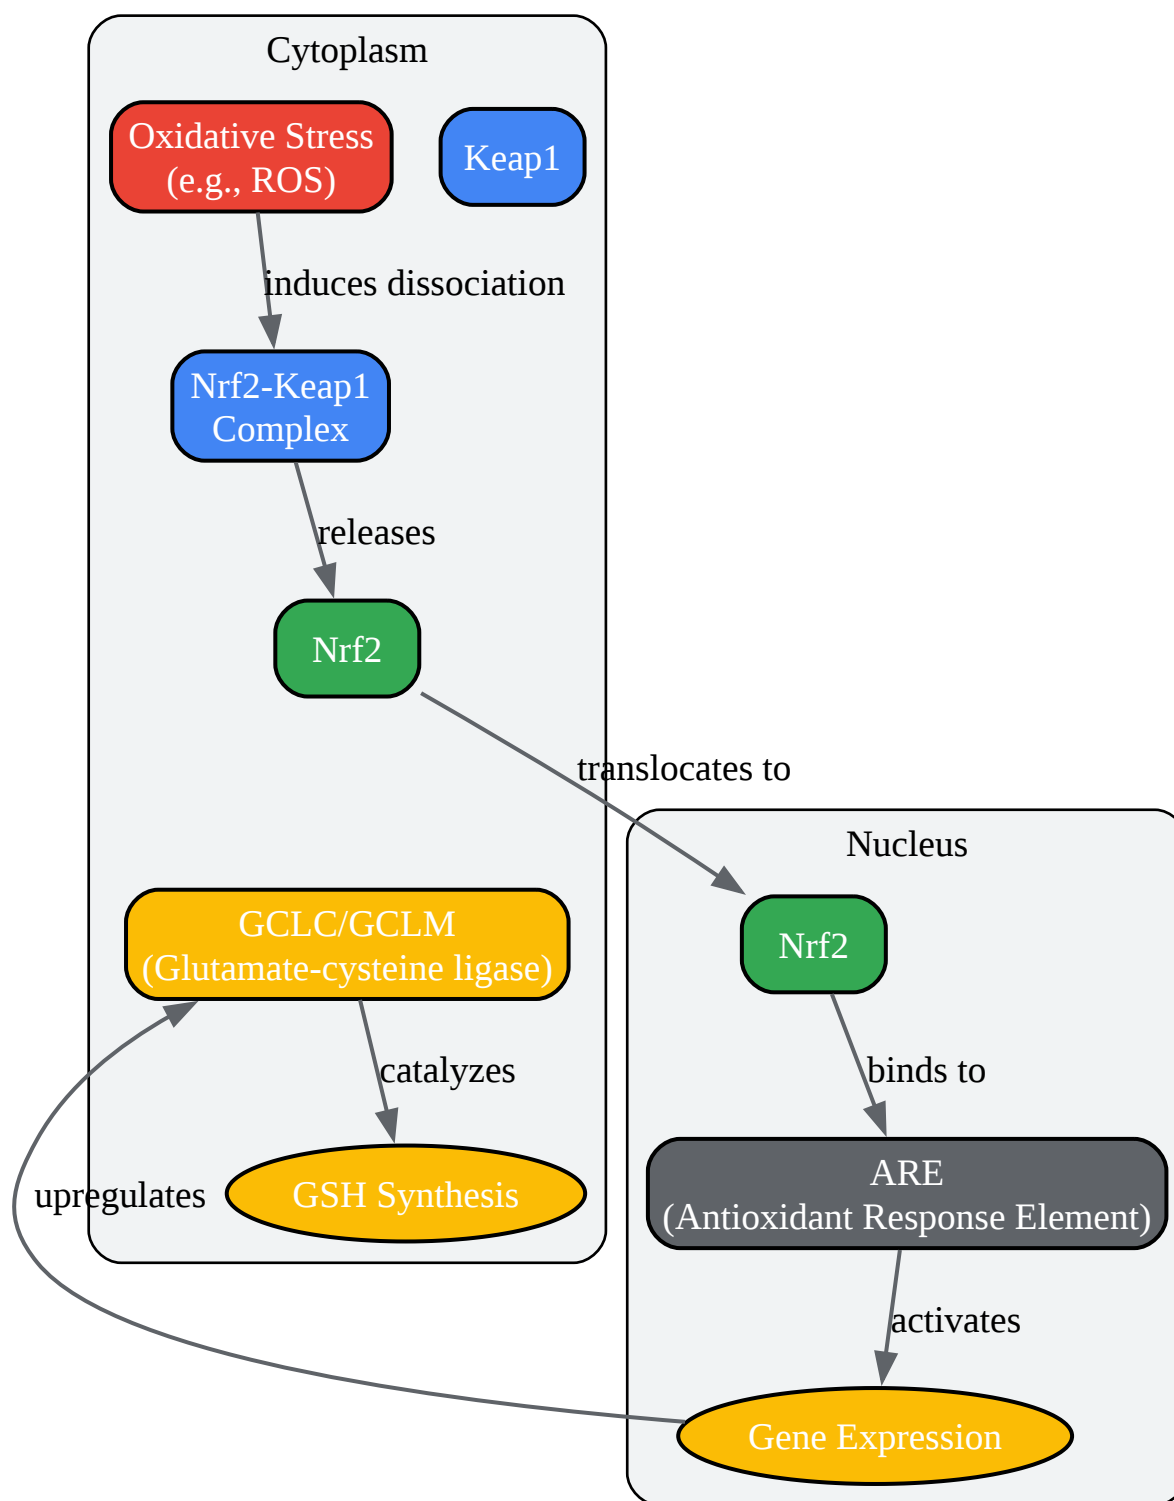 Cytoplasm
Oxidative Stress
(e.g., ROS)
Keap1
induces dissociation
Nrf2-Keap1
Complex
releases
Nrf2
translocates to
Nucleus
GCLC/GCLM
(Glutamate-cysteine ligase)
Nrf2
catalyzes
binds to
upregulates
GSH Synthesis
ARE
(Antioxidant Response Element)
activates
Gene Expression